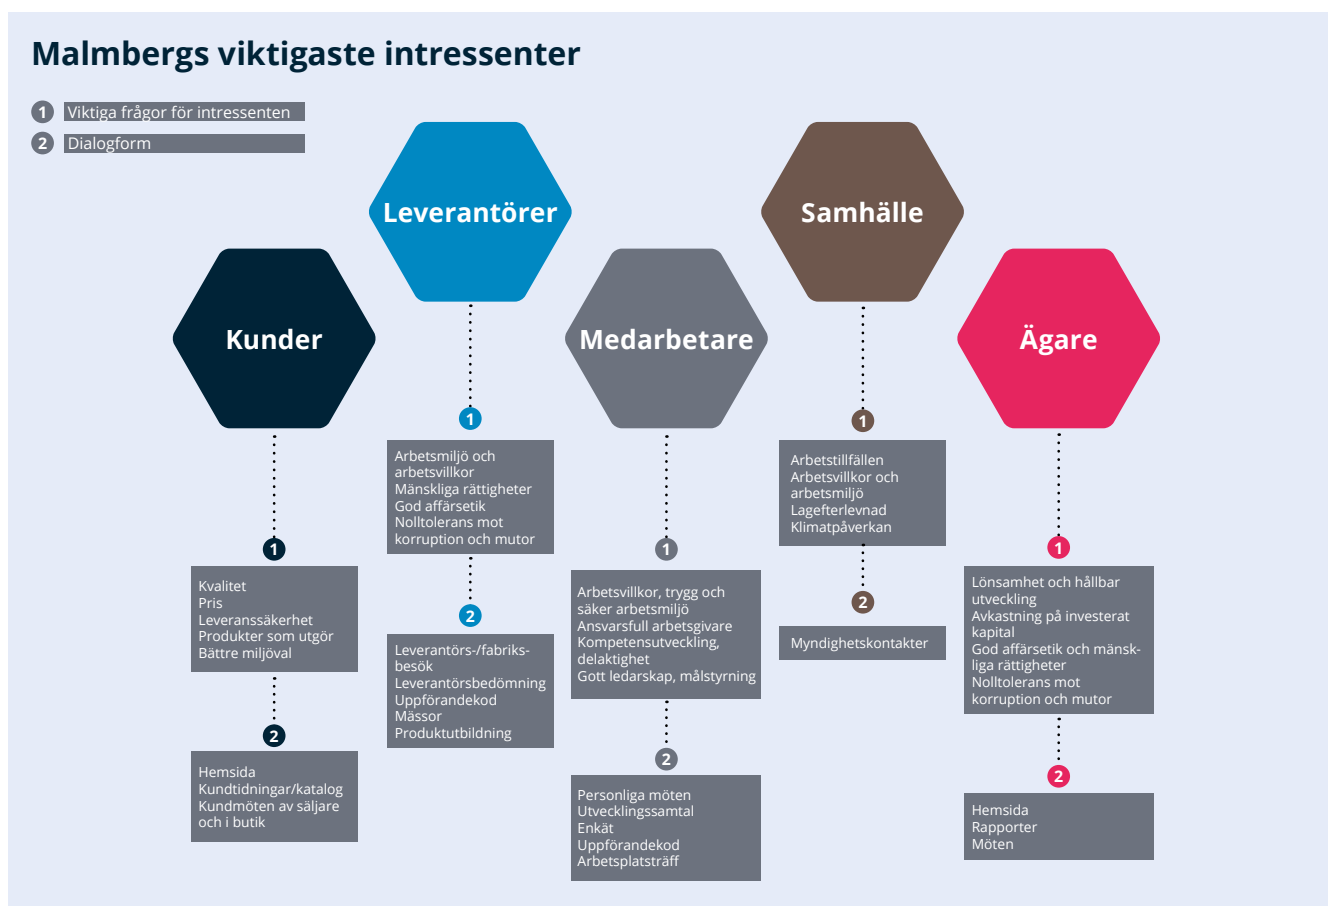 Malmbergs viktigaste intressenter
1 Viktiga frågor för intressenten
2 Dialogform
Kunder
1
Kvalitet
Pris
Leveranssäkerhet
Produkter som utgör
Bättre miljöval
2
Hemsida
Kundtidningar/katalog
Kundmöten av säljare
och i butik
Leverantörer
1
Arbetsmiljö och
arbetsvillkor
Mänskliga rättigheter
God affärsetik
Nolltolerans mot
korruption och mutor
2
Leverantörs-/fabriks-
besök
Leverantörsbedömning
Uppförandekod
Mässor
Produktutbildning
Medarbetare
1
Arbetsvillkor, trygg och
säker arbetsmiljö
Ansvarsfull arbetsgivare
Kompetensutveckling,
delaktighet
Gott ledarskap, målstyrning
2
Personliga möten
Utvecklingssamtal
Enkät
Uppförandekod
Arbetsplatsträff
Samhälle
1
Arbetstillfällen
Arbetsvillkor och
arbetsmiljö
Lagefterlevnad
Klimatpåverkan
2
Myndighetskontakter
Ägare
1
Lönsamhet och hållbar
utveckling
Avkastning på investerat
kapital
God affärsetik och mänsk-
liga rättigheter
Nolltolerans mot
korruption och mutor
2
Hemsida
Rapporter
Möten